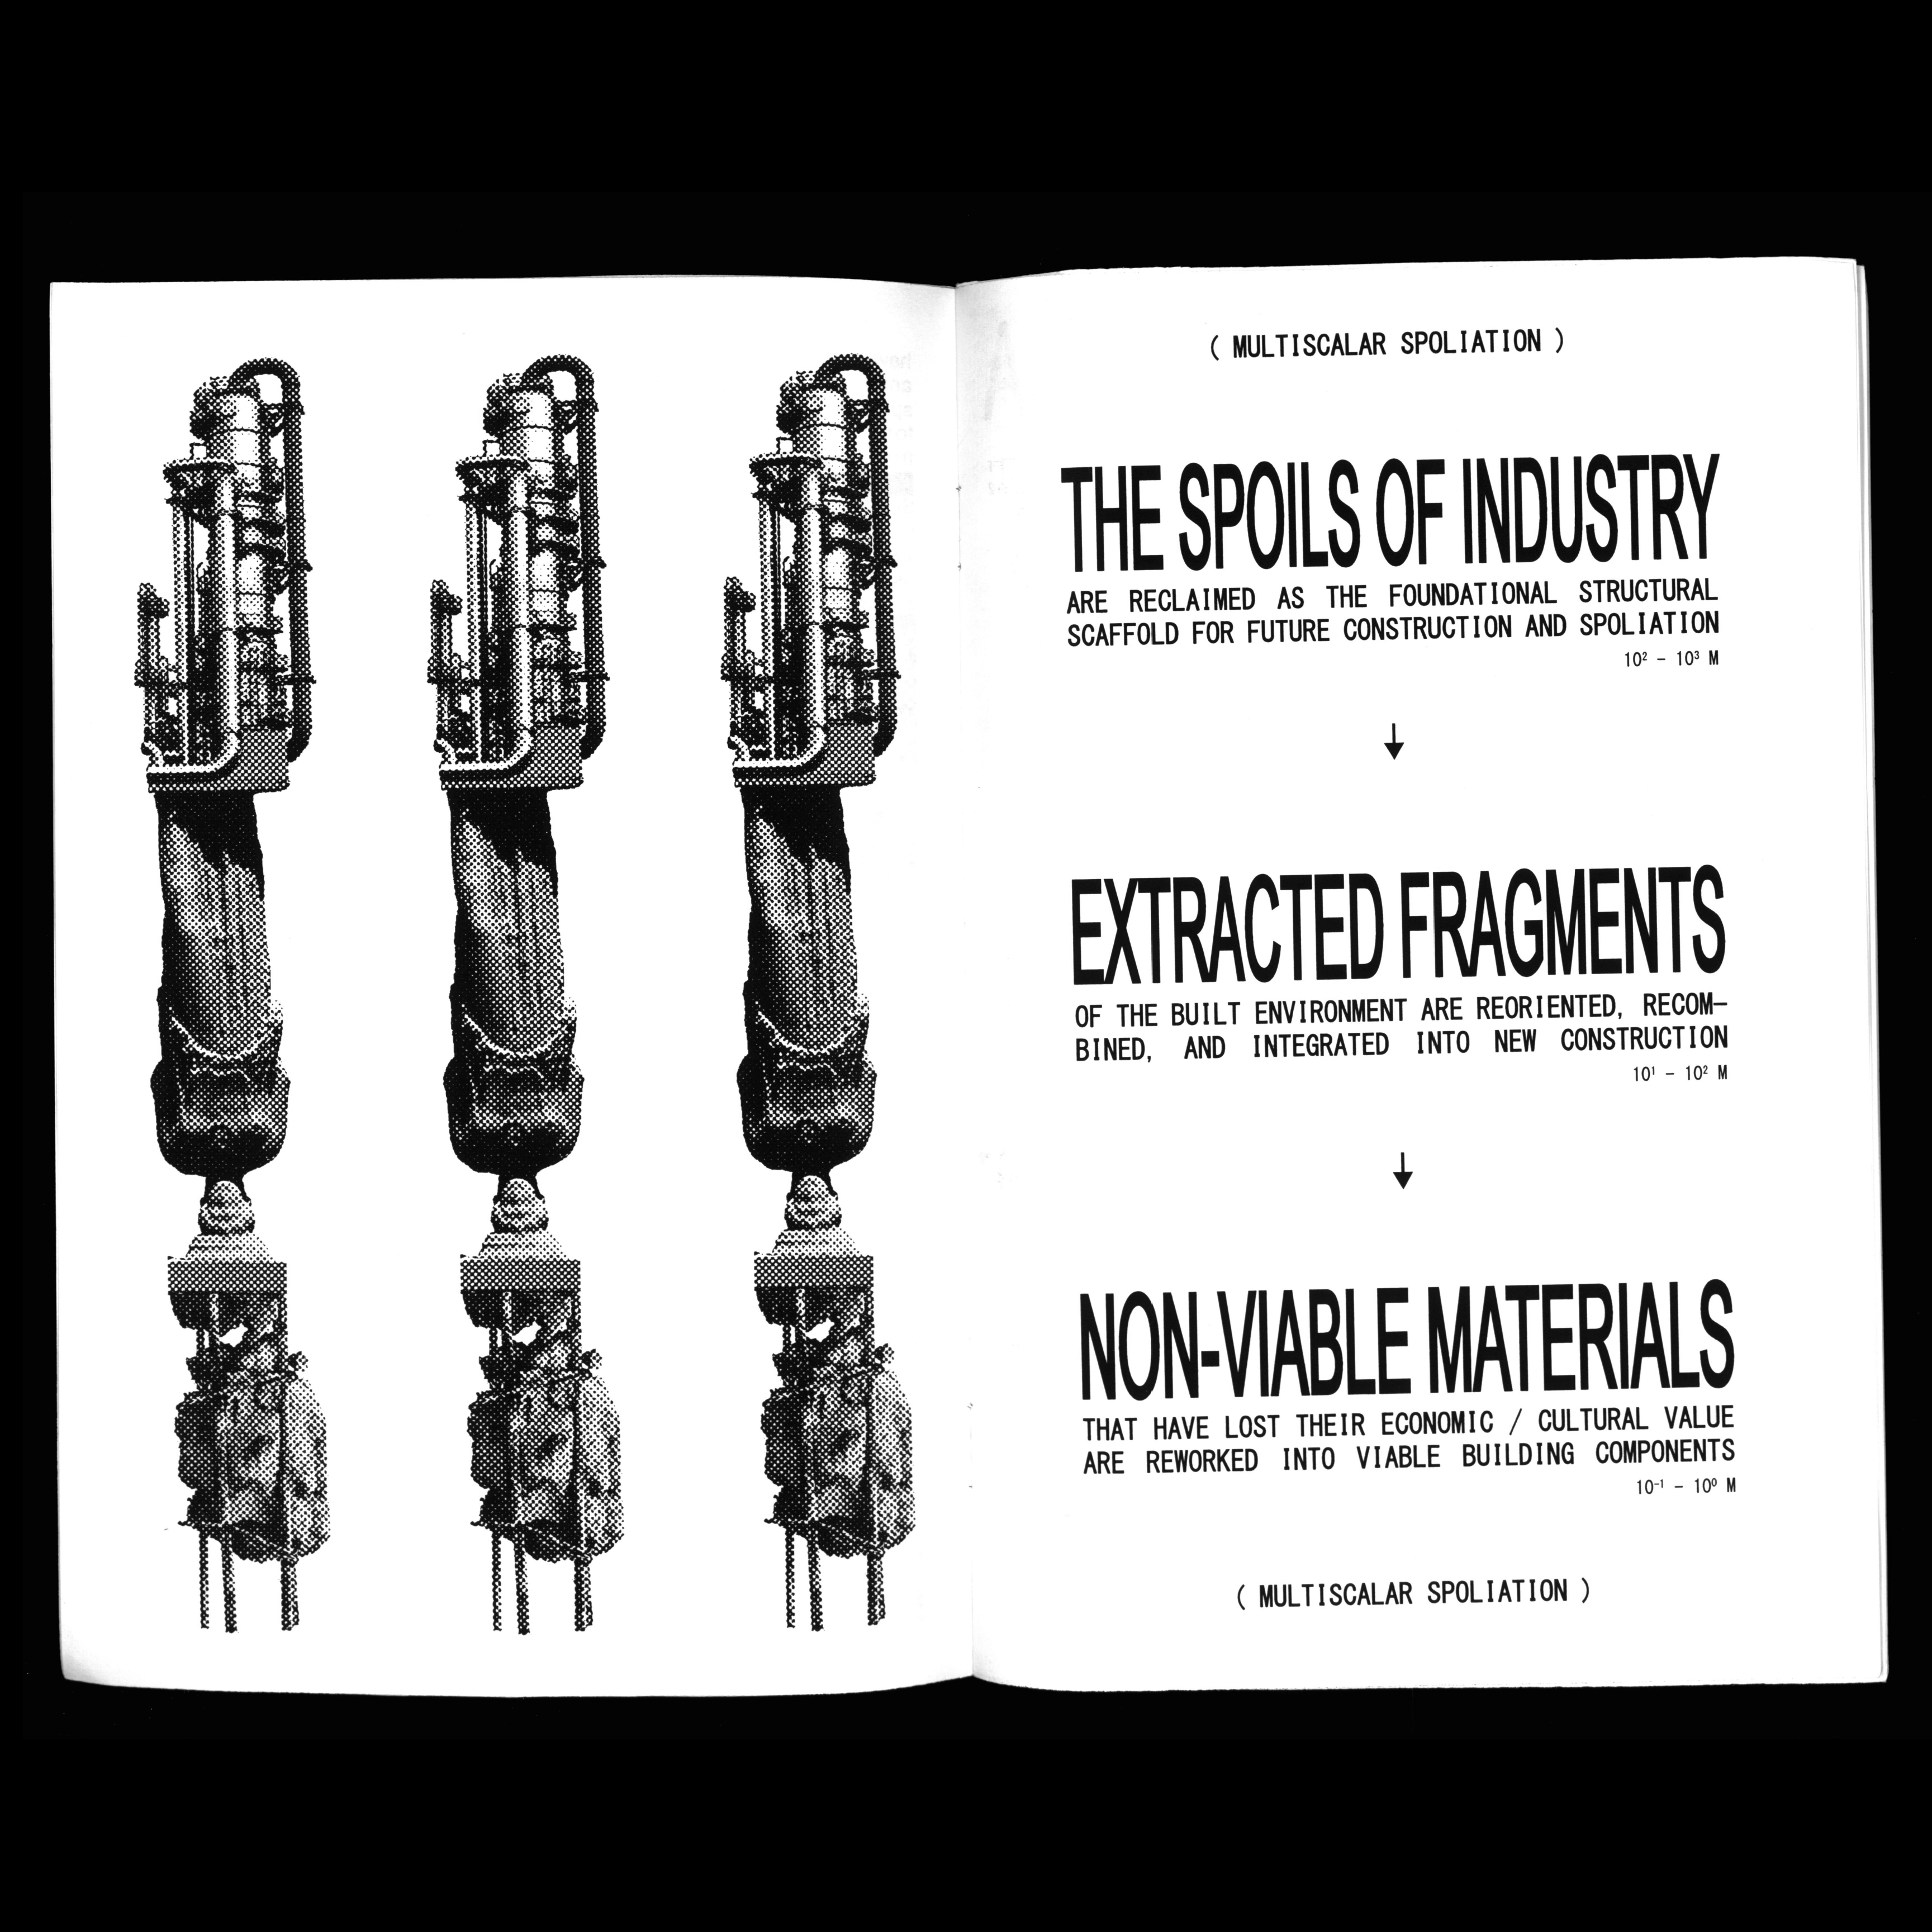 ( MULTISCALAR SPOLIATION )
THE SPOILS OF INDUSTRY
ARE RECLAIMED AS THE FOUNDATIONAL STRUCTURAL
SCAFFOLD FOR FUTURE CONSTRUCTION AND SPOLIATION
10² – 10³ M
↓
EXTRACTED FRAGMENTS
OF THE BUILT ENVIRONMENT ARE REORIENTED, RECOM–
BINED, AND INTEGRATED INTO NEW CONSTRUCTION
10¹ – 10² M
↓
NON-VIABLE MATERIALS
THAT HAVE LOST THEIR ECONOMIC / CULTURAL VALUE
ARE REWORKED INTO VIABLE BUILDING COMPONENTS
10⁻¹ – 10⁰ M
( MULTISCALAR SPOLIATION )